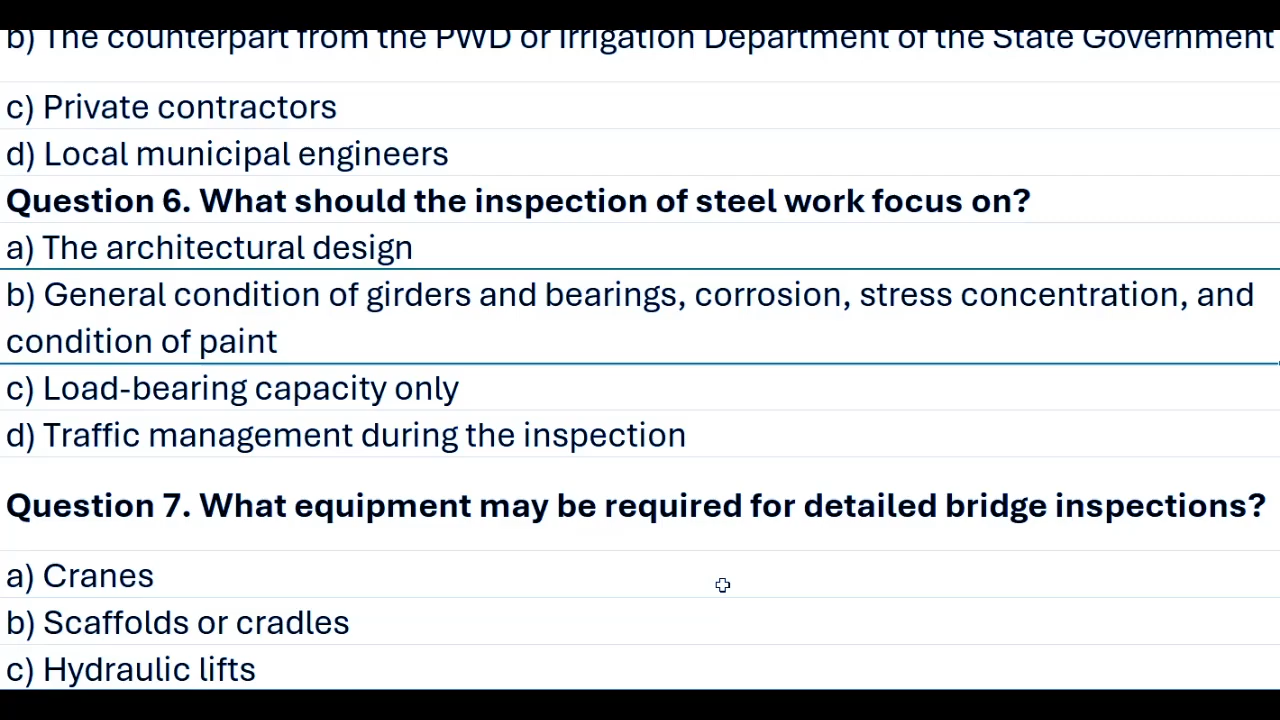 b) The counterpart from the PWD or Irrigation Department of the State Government
c) Private contractors
d) Local municipal engineers
Question 6. What should the inspection of steel work focus on?
a) The architectural design
b) General condition of girders and bearings, corrosion, stress concentration, and
condition of paint
c) Load-bearing capacity only
d) Traffic management during the inspection
Question 7. What equipment may be required for detailed bridge inspections?
a) Cranes
b) Scaffolds or cradles
c) Hydraulic lifts